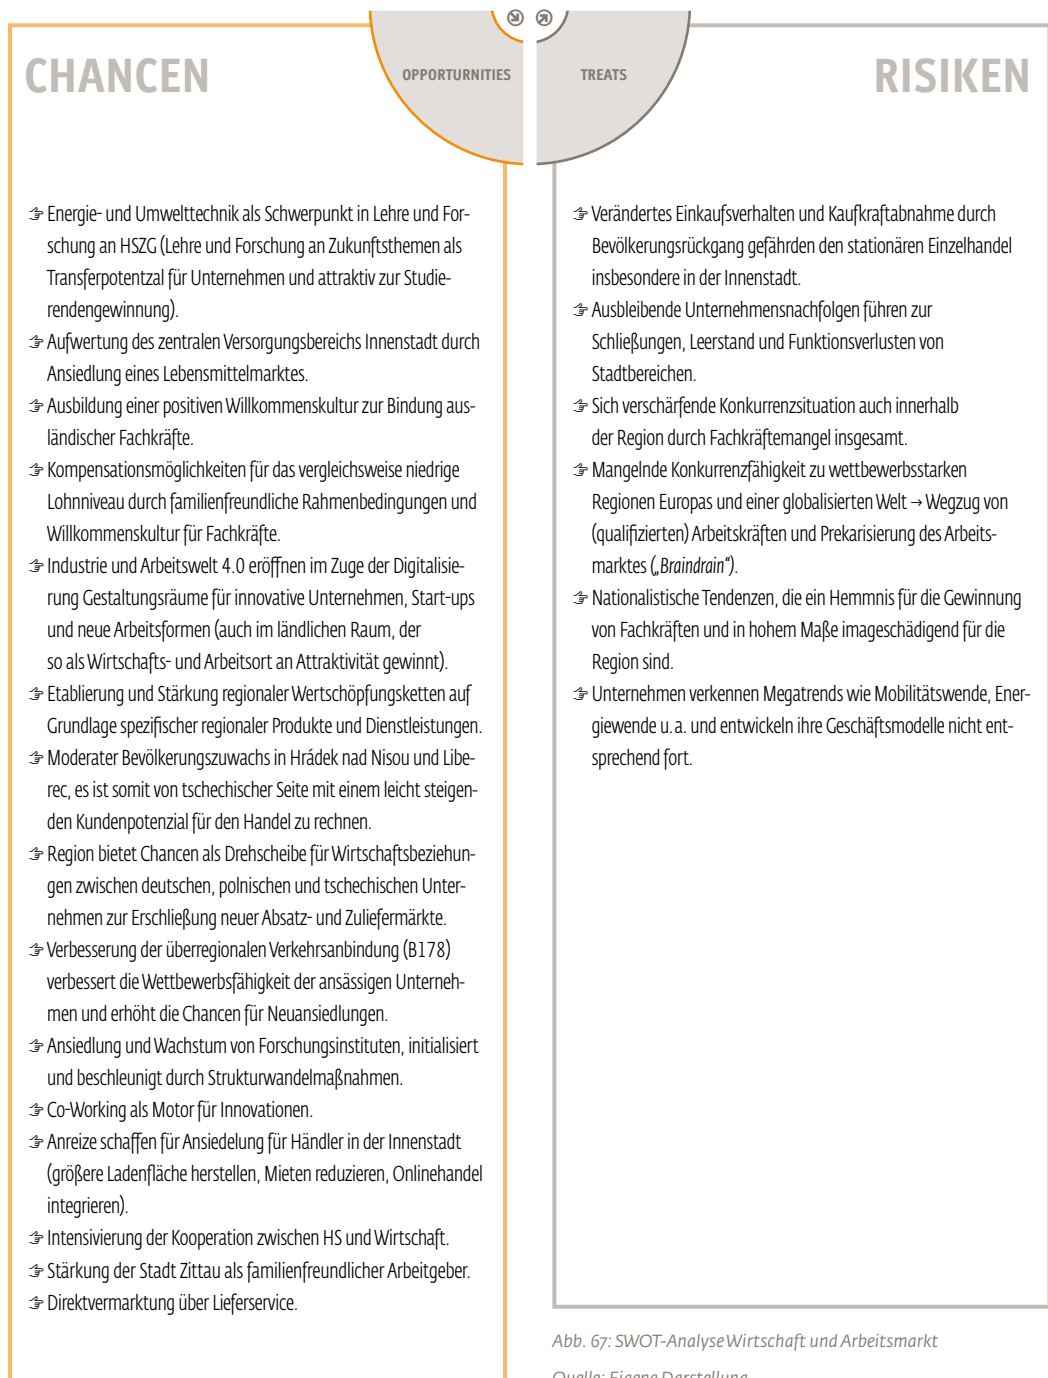 OPPORTURNITIES
TREATS
CHANCEN
Energie- und Umwelttechnik als Schwerpunkt in Lehre und For-
schung an HSZG (Lehre und Forschung an Zukunftsthemen als
Transferpotentzal für Unternehmen und attraktiv zur Studie-
rendengewinnung).
Aufwertung des zentralen Versorgungsbereichs Innenstadt durch
Ansiedlung eines Lebensmittelmarktes.
Ausbildung einer positiven Willkommenskultur zur Bindung aus-
ländischer Fachkräfte.
Kompensationsmöglichkeiten für das vergleichsweise niedrige
Lohnniveau durch familienfreundliche Rahmenbedingungen und
Willkommenskultur für Fachkräfte.
Industrie und Arbeitswelt 4.0 eröffnen im Zuge der Digitalisie-
rung Gestaltungsräume für innovative Unternehmen, Start-ups
und neue Arbeitsformen (auch im ländlichen Raum, der
so als Wirtschafts- und Arbeitsort an Attraktivität gewinnt).
Etablierung und Stärkung regionaler Wertschöpfungsketten auf
Grundlage spezifischer regionaler Produkte und Dienstleistungen.
Moderater Bevölkerungszuwachs in Hrádek nad Nisou und Libe-
rec, es ist somit von tschechischer Seite mit einem leicht steigen-
den Kundenpotenzial für den Handel zu rechnen.
Region bietet Chancen als Drehscheibe für Wirtschaftsbeziehun-
gen zwischen deutschen, polnischen und tschechischen Unter-
nehmen zur Erschließung neuer Absatz- und Zuliefermärkte.
Verbesserung der überregionalen Verkehrsanbindung (B178)
verbessert die Wettbewerbsfähigkeit der ansässigen Unterneh-
men und erhöht die Chancen für Neuansiedlungen.
Ansiedlung und Wachstum von Forschungsinstituten, initialisiert
und beschleunigt durch Strukturwandelmaßnahmen.
Co-Working als Motor für Innovationen.
Anreize schaffen für Ansiedelung für Händler in der Innenstadt
(größere Ladenfläche herstellen, Mieten reduzieren, Onlinehandel
integrieren).
Intensivierung der Kooperation zwischen HS und Wirtschaft.
Stärkung der Stadt Zittau als familienfreundlicher Arbeitgeber.
Direktvermarktung über Lieferservice.
RISIKEN
Verändertes Einkaufsverhalten und Kaufkraftabnahme durch
Bevölkerungsrückgang gefährden den stationären Einzelhandel
insbesondere in der Innenstadt.
Ausbleibende Unternehmensnachfolgen führen zur
Schließungen, Leerstand und Funktionsverlusten von
Stadtbereichen.
Sich verschärfende Konkurrenzsituation auch innerhalb
der Region durch Fachkräftemangel insgesamt.
Mangelnde Konkurrenzfähigkeit zu wettbewerbsstarken
Regionen Europas und einer globalisierten Welt → Wegzug von
(qualifizierten) Arbeitskräften und Prekarisierung des Arbeits-
marktes („Braindrain“).
Nationalistische Tendenzen, die ein Hemmnis für die Gewinnung
von Fachkräften und in hohem Maße imageschädigend für die
Region sind.
Unternehmen verkennen Megatrends wie Mobilitätswende, Ener-
giewende u. a. und entwickeln ihre Geschäftsmodelle nicht ent-
sprechend fort.
Abb. 67: SWOT-Analyse Wirtschaft und Arbeitsmarkt
Quelle: Eigene Darstellung